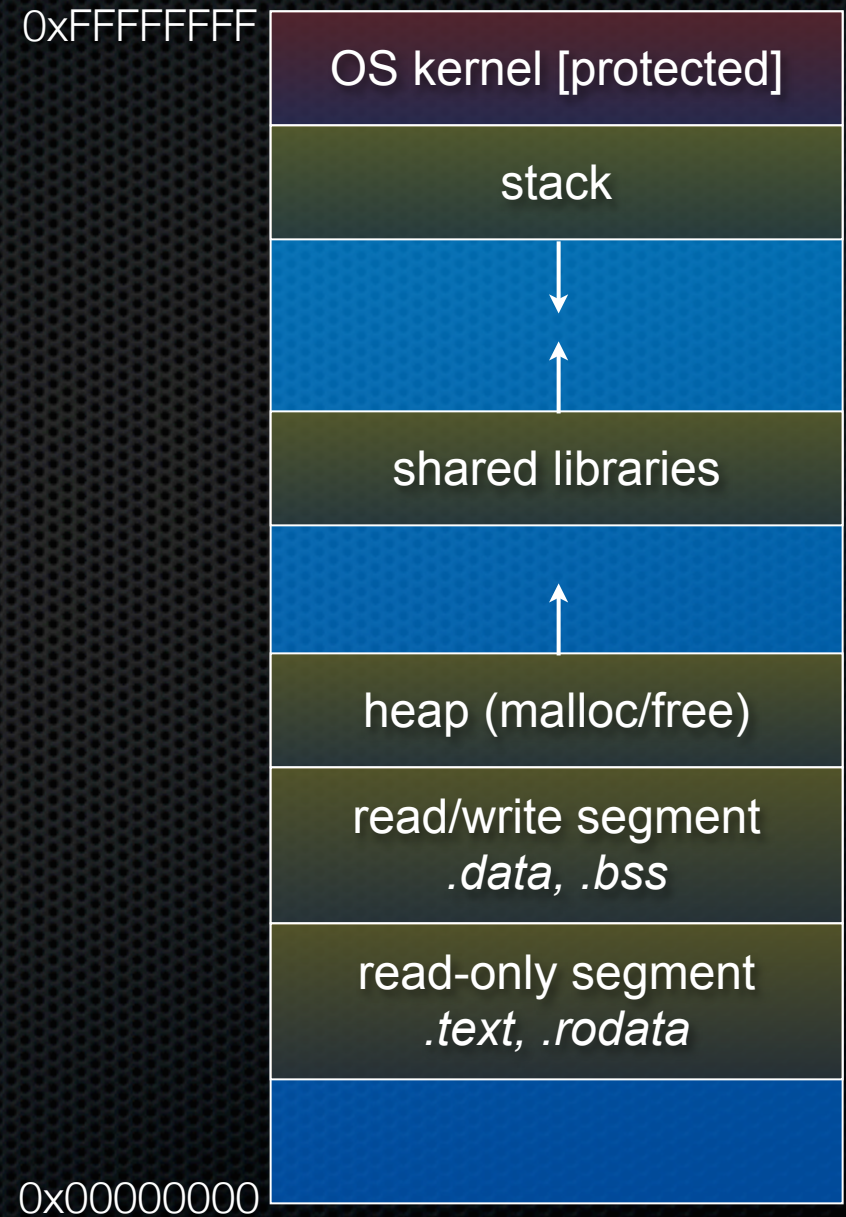 0xFFFFFFFF
OS kernel [protected]
stack
shared libraries
heap (malloc/free)
read/write segment
.data, .bss
read-only segment
.text, .rodata
0x00000000